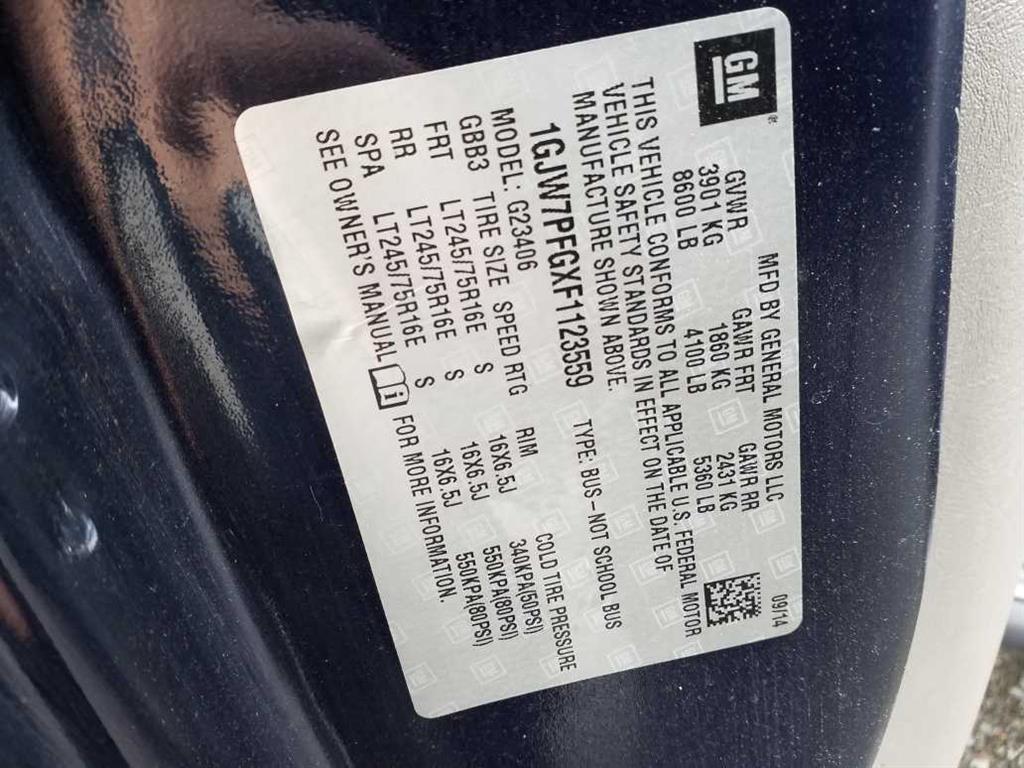 GM
MFD BY GENERAL MOTORS LLC 09/14
GVWR GAWR FRT GAWR RR
3901 KG 1860 KG 2431 KG
8600 LB 4100 LB 5360 LB
THIS VEHICLE CONFORMS TO ALL APPLICABLE U.S. FEDERAL MOTOR
VEHICLE SAFETY STANDARDS IN EFFECT ON THE DATE OF
MANUFACTURE SHOWN ABOVE.
1GJW7PFGXF1123559 TYPE: BUS–NOT SCHOOL BUS
MODEL: G23406
GBB3 TIRE SIZE SPEED RTG RIM COLD TIRE PRESSURE
FRT LT245/75R16E S 16X6.5J 340KPA(50PSI)
RR LT245/75R16E S 16X6.5J 550KPA(80PSI)
SPA LT245/75R16E S 16X6.5J 550KPA(80PSI)
SEE OWNER'S MANUAL FOR MORE INFORMATION.